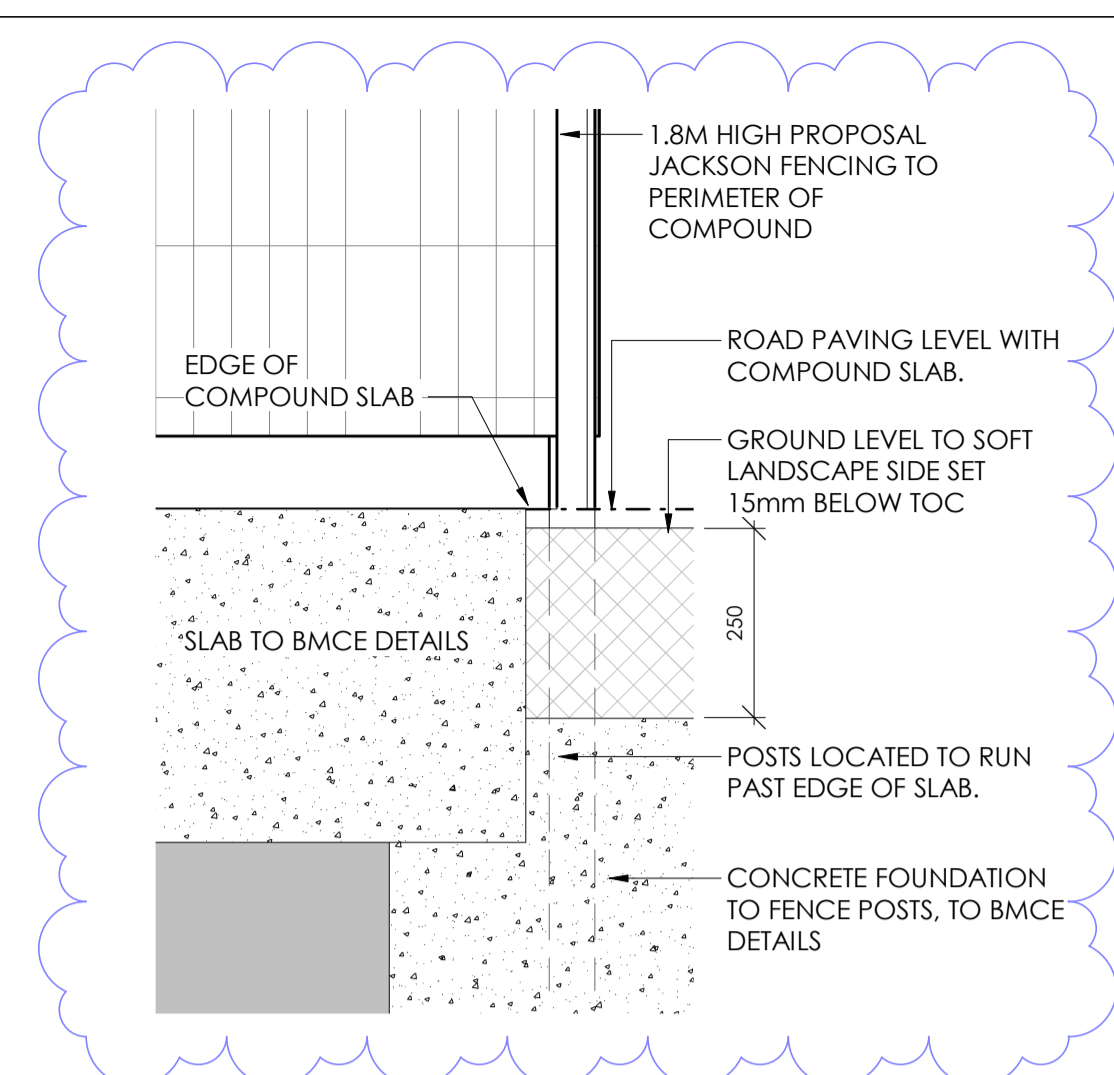 1.8M HIGH PROPOSAL
JACKSON FENCING TO
PERIMETER OF
COMPOUND
ROAD PAVING LEVEL WITH
COMPOUND SLAB.
EDGE OF
COMPOUND SLAB
GROUND LEVEL TO SOFT
LANDSCAPE SIDE SET
15mm BELOW TOC
250
SLAB TO BMCE DETAILS
POSTS LOCATED TO RUN
PAST EDGE OF SLAB.
CONCRETE FOUNDATION
TO FENCE POSTS, TO BMCE
DETAILS